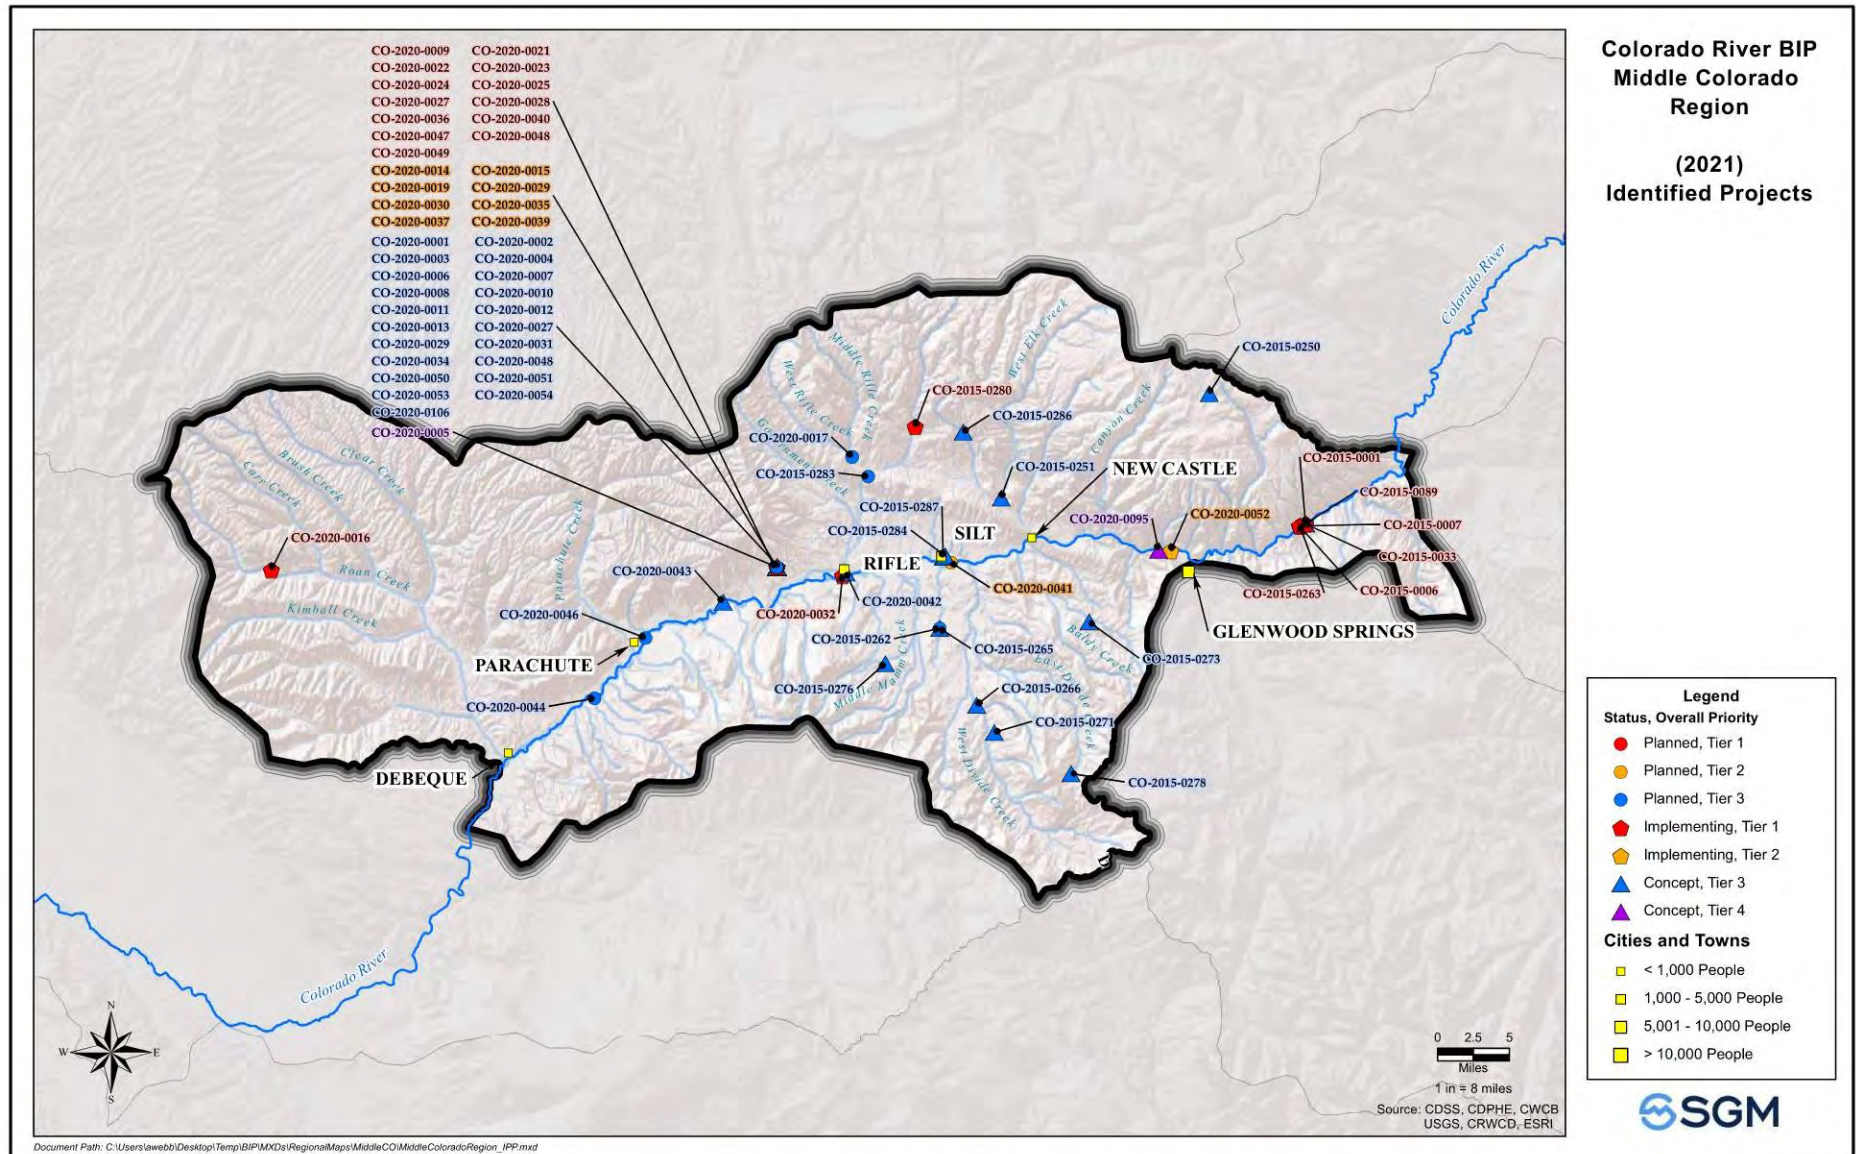 Colorado River BIP
Middle Colorado
Region
(2021)
Identified Projects
CO-2020-0009 CO-2020-0021
CO-2020-0022 CO-2020-0023
CO-2020-0024 CO-2020-0025
CO-2020-0027 CO-2020-0028
CO-2020-0036 CO-2020-0040
CO-2020-0047 CO-2020-0048
CO-2020-0049
CO-2020-0014 CO-2020-0015
CO-2020-0019 CO-2020-0029
CO-2020-0030 CO-2020-0035
CO-2020-0037 CO-2020-0039
CO-2020-0001 CO-2020-0002
CO-2020-0003 CO-2020-0004
CO-2020-0006 CO-2020-0007
CO-2020-0008 CO-2020-0010
CO-2020-0011 CO-2020-0012
CO-2020-0013 CO-2020-0027
CO-2020-0029 CO-2020-0031
CO-2020-0034 CO-2020-0048
CO-2020-0050 CO-2020-0051
CO-2020-0053 CO-2020-0054
CO-2020-0106
CO-2020-0005
Colorado River
West Elk Creek
Middle Rifle Creek
West Rifle Creek
Government Creek
Canyon Creek
CO-2015-0250
CO-2015-0280
CO-2015-0286
CO-2020-0017
CO-2015-0283
CO-2015-0251
NEW CASTLE
CO-2015-0001
CO-2015-0089
CO-2015-0007
CO-2015-0033
CO-2015-0006
CO-2015-0263
CO-2015-0287
CO-2015-0284
SILT
CO-2020-0095
CO-2020-0052
Clear Creek
Brush Creek
Carr Creek
Parachute Creek
CO-2020-0016
Roan Creek
Kimball Creek
CO-2020-0043
RIFLE
CO-2020-0041
CO-2020-0042
CO-2020-0032
CO-2020-0046
PARACHUTE
CO-2020-0044
DEBEQUE
CO-2015-0262
CO-2015-0265
CO-2015-0276
Middle Mamm Creek
GLENWOOD SPRINGS
Baldy Creek
CO-2015-0273
East Divide Creek
CO-2015-0266
CO-2015-0271
West Divide Creek
CO-2015-0278
Colorado River
N
W E
S
0 2.5 5
Miles
1 in = 8 miles
Source: CDSS, CDPHE, CWCB
USGS, CRWCD, ESRI
Legend
Status, Overall Priority
Planned, Tier 1
Planned, Tier 2
Planned, Tier 3
Implementing, Tier 1
Implementing, Tier 2
Concept, Tier 3
Concept, Tier 4
Cities and Towns
< 1,000 People
1,000 - 5,000 People
5,001 - 10,000 People
> 10,000 People
SGM
Document Path: C:\Users\awebb\Desktop\Temp\BIP\MXDs\RegionalMaps\MiddleCO\MiddleColoradoRegion_IPP.mxd